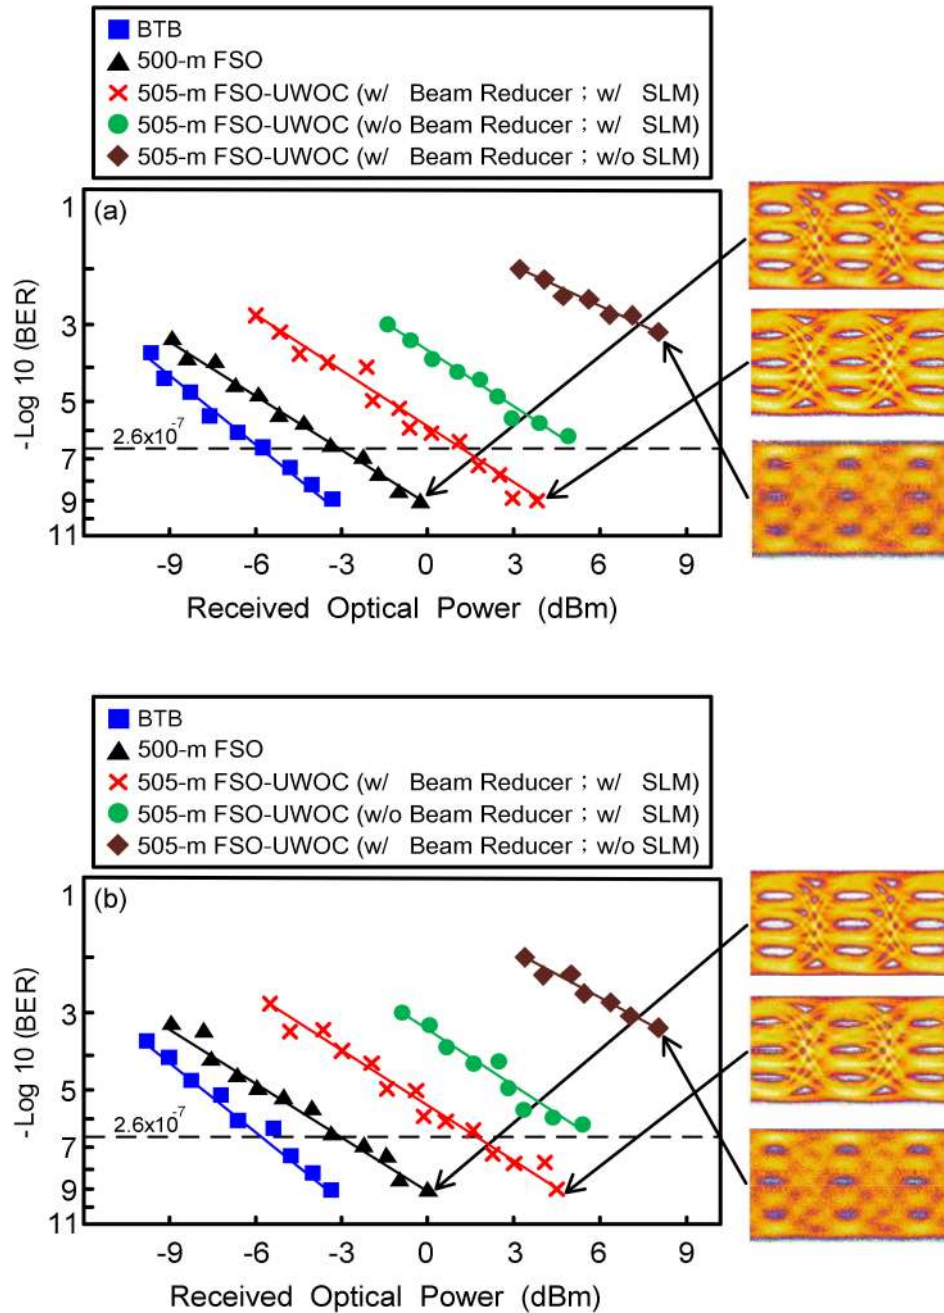 BTB
500-m FSO
505-m FSO-UWOC (w/ Beam Reducer ; w/ SLM)
505-m FSO-UWOC (w/o Beam Reducer ; w/ SLM)
505-m FSO-UWOC (w/ Beam Reducer ; w/o SLM)
(a)
-Log 10 (BER)
1
3
5
7
9
11
2.6x10⁻⁷
-9 -6 -3 0 3 6 9
Received Optical Power (dBm)
BTB
500-m FSO
505-m FSO-UWOC (w/ Beam Reducer ; w/ SLM)
505-m FSO-UWOC (w/o Beam Reducer ; w/ SLM)
505-m FSO-UWOC (w/ Beam Reducer ; w/o SLM)
(b)
-Log 10 (BER)
1
3
5
7
9
11
2.6x10⁻⁷
-9 -6 -3 0 3 6 9
Received Optical Power (dBm)